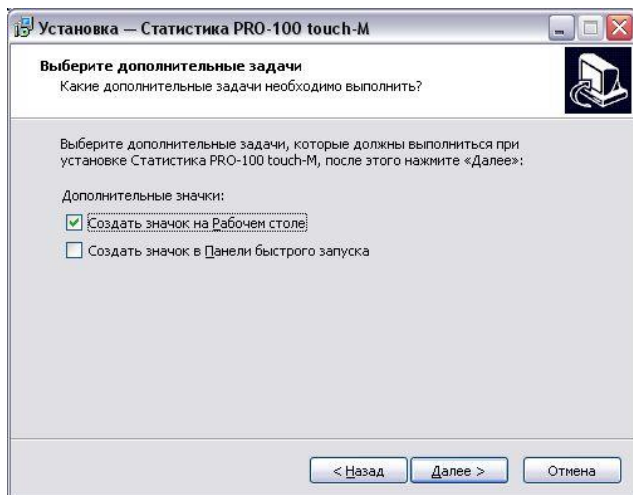 Установка — Статистика PRO-100 touch-M
Выберите дополнительные задачи
Какие дополнительные задачи необходимо выполнить?
Выберите дополнительные задачи, которые должны выполниться при
установке Статистика PRO-100 touch-M, после этого нажмите «Далее»:
Дополнительные значки:
Создать значок на Рабочем столе
Создать значок в Панели быстрого запуска
< Назад Далее > Отмена